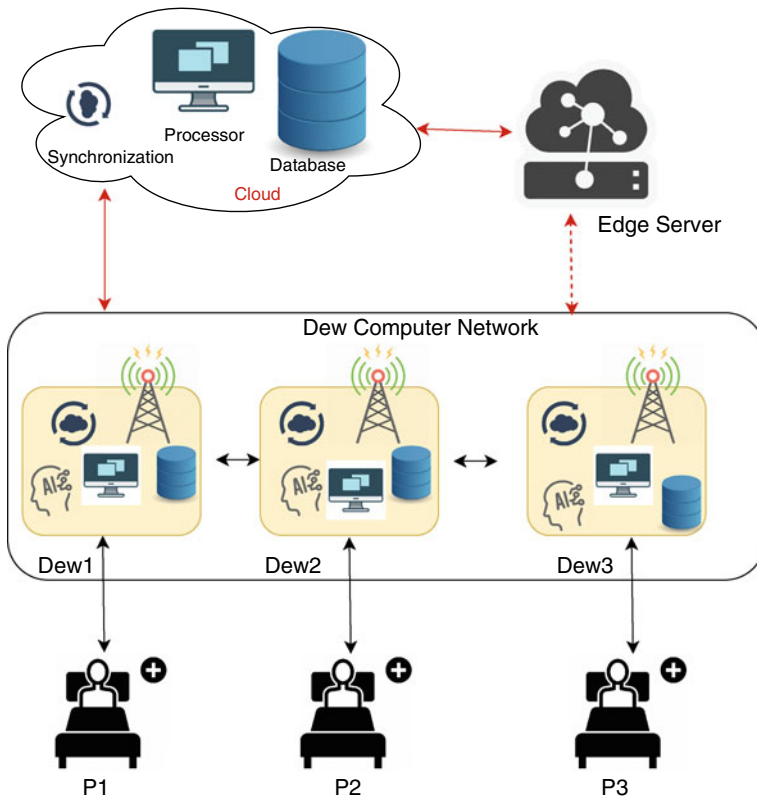 Processor
Synchronization
Database
Cloud
Edge Server
Dew Computer Network
AI
AI
AI
Dew1
Dew2
Dew3
P1
P2
P3